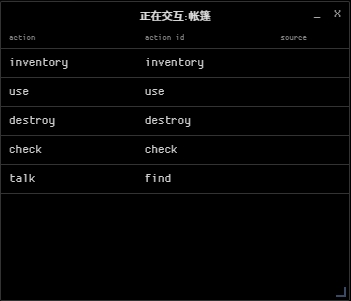 正在交互:帐篷
_ X
action action id source
inventory inventory
use use
destroy destroy
check check
talk find